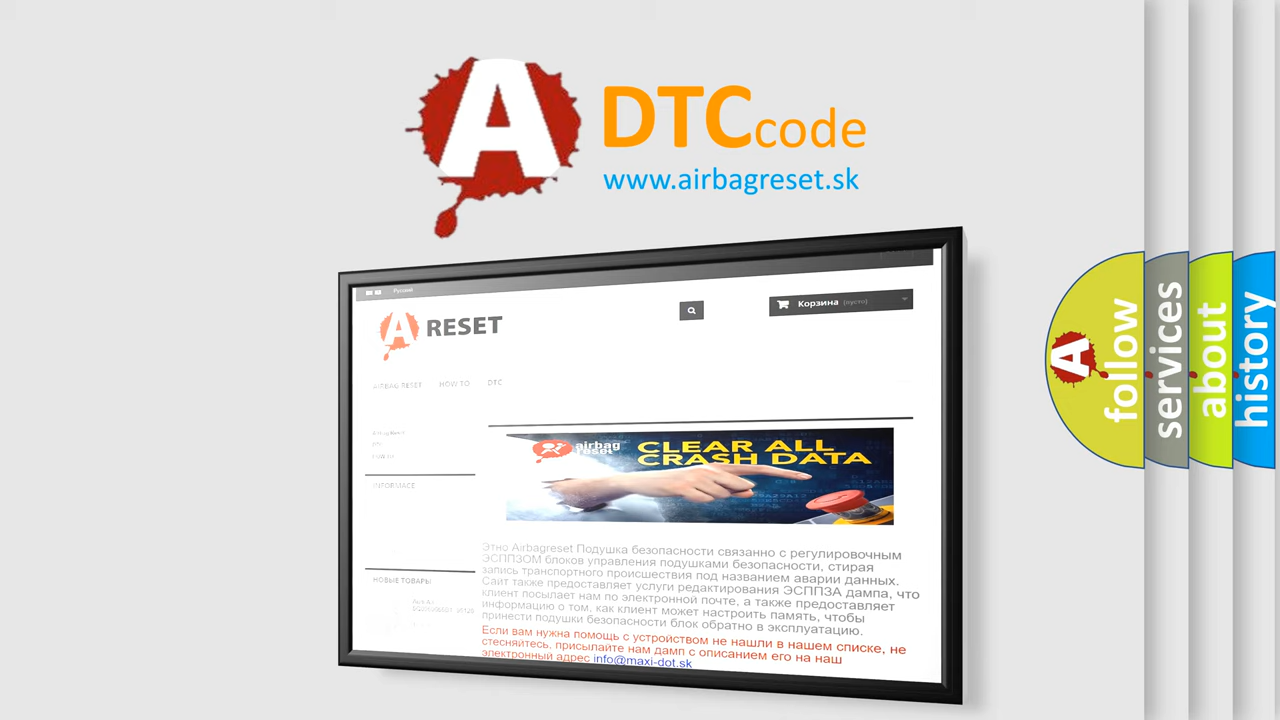 A
DTCcode
www.airbagreset.sk
Русский
Корзина (пусто)
A RESET
AIRBAG RESET HOW TO DTC
airbag
reset
CLEAR ALL
CRASH DATA
INFORMACE
Этно Airbagreset Подушка безопасности связанно с регулировочным
ЭСППЗОМ блоков управления подушками безопасности, стирая
запись транспортного происшествия под названием аварии данных.
Сайт также предоставляет услуги редактирования ЭСППЗА дампа, что
клиент посылает нам по электронной почте, а также предоставляет
информацию о том, как клиент может настроить память, чтобы
принести подушки безопасности блок обратно в эксплуатацию.
НОВЫЕ ТОВАРЫ
Если вам нужна помощь с устройством не нашли в нашем списке, не
стесняйтесь, присылайте нам дамп с описанием его на наш
электронный адрес info@maxi-dot.sk
A
follow
services
about
history